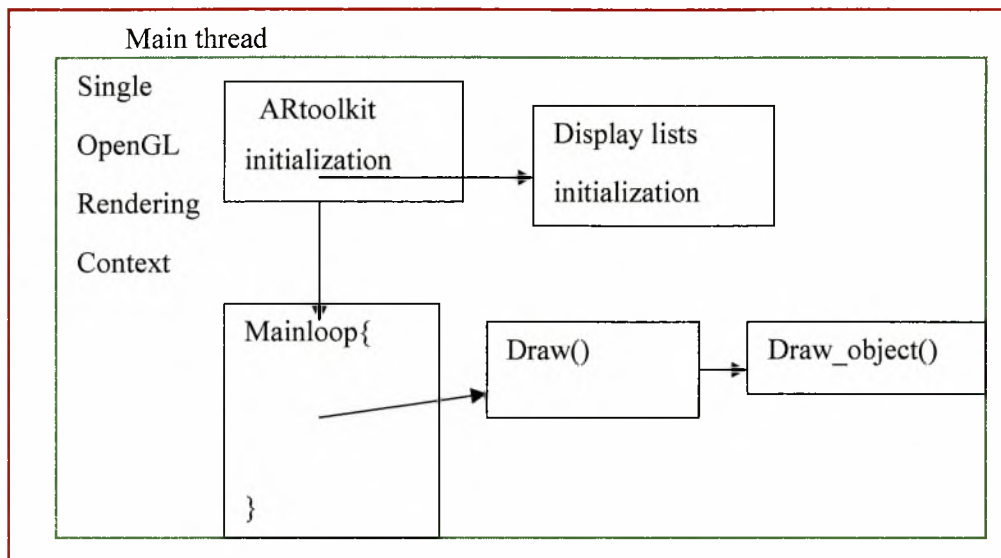 Main thread
Single
OpenGL
Rendering
Context
ARtoolkit
initialization
Display lists
initialization
Mainloop{
}
Draw()
Draw_object()